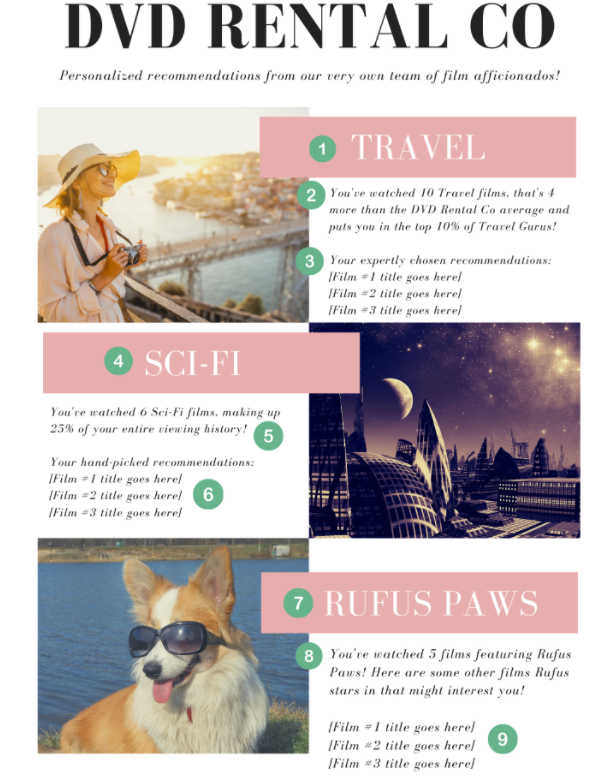 DVD RENTAL CO
Personalized recommendations from our very own team of film afficionados!
1 TRAVEL
2 You've watched 10 Travel films, that's 4
more than the DVD Rental Co average and
puts you in the top 10% of Travel Gurus!
3 Your expertly chosen recommendations:
[Film #1 title goes here]
[Film #2 title goes here]
[Film #3 title goes here]
4 SCI-FI
You've watched 6 Sci-Fi films, making up
25% of your entire viewing history! 5
Your hand-picked recommendations:
[Film #1 title goes here]
[Film #2 title goes here] 6
[Film #3 title goes here]
7 RUFUS PAWS
8 You've watched 5 films featuring Rufus
Paws! Here are some other films Rufus
stars in that might interest you!
[Film #1 title goes here]
[Film #2 title goes here] 9
[Film #3 title goes here]